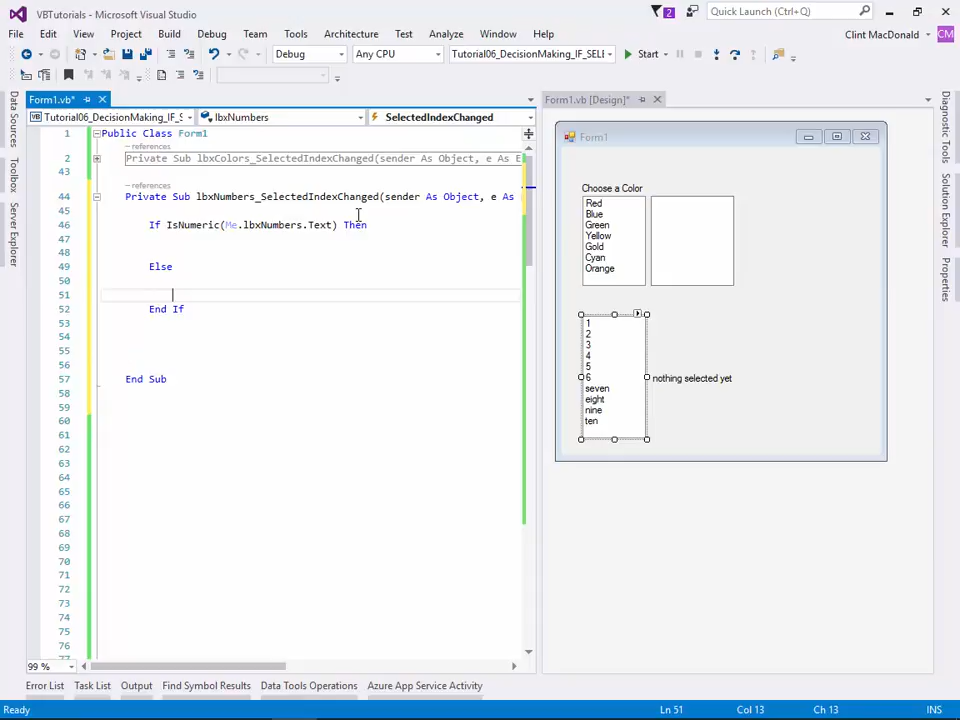 VBTutorials - Microsoft Visual Studio
2
Quick Launch (Ctrl+Q)
File Edit View Project Build Debug Team Tools Architecture Test Analyze Window Help
Clint MacDonald CM
Debug Any CPU Tutorial06_DecisionMaking_IF_SELI Start
Form1.vb*
Form1.vb [Design]*
Tutorial06_DecisionMaking_IF_S lbxNumbers SelectedIndexChanged
1 Public Class Form1
references
2 Private Sub lbxColors_SelectedIndexChanged(sender As Object, e As E
43
references
44 Private Sub lbxNumbers_SelectedIndexChanged(sender As Object, e As
45
46 If IsNumeric(Me.lbxNumbers.Text) Then
47
48
49 Else
50
51
52 End If
53
54
55
56
57 End Sub
58
59
60
61
62
63
64
65
66
67
68
69
70
71
72
73
74
75
76
99 %
Data Sources
Toolbox
Server Explorer
Form1
Choose a Color
Red
Blue
Green
Yellow
Gold
Cyan
Orange
1
2
3
4
5
6
seven
eight
nine
ten
nothing selected yet
Diagnostic Tools
Solution Explorer
Properties
Error List Task List Output Find Symbol Results Data Tools Operations Azure App Service Activity
Ready Ln 51 Col 13 Ch 13 INS